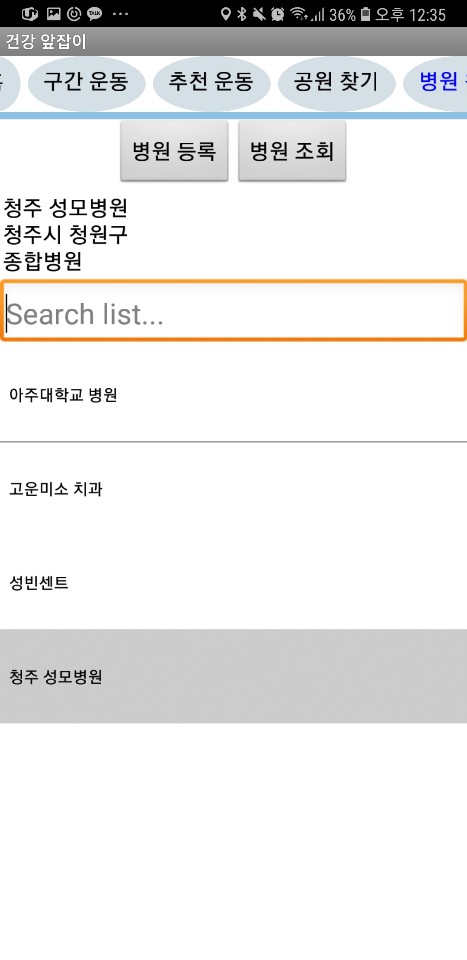 36% 오후 12:35
건강 앞잡이
구간 운동 추천 운동 공원 찾기 병원
병원 등록 병원 조회
청주 성모병원
청주시 청원구
종합병원
Search list...
아주대학교 병원
고운미소 치과
성빈센트
청주 성모병원